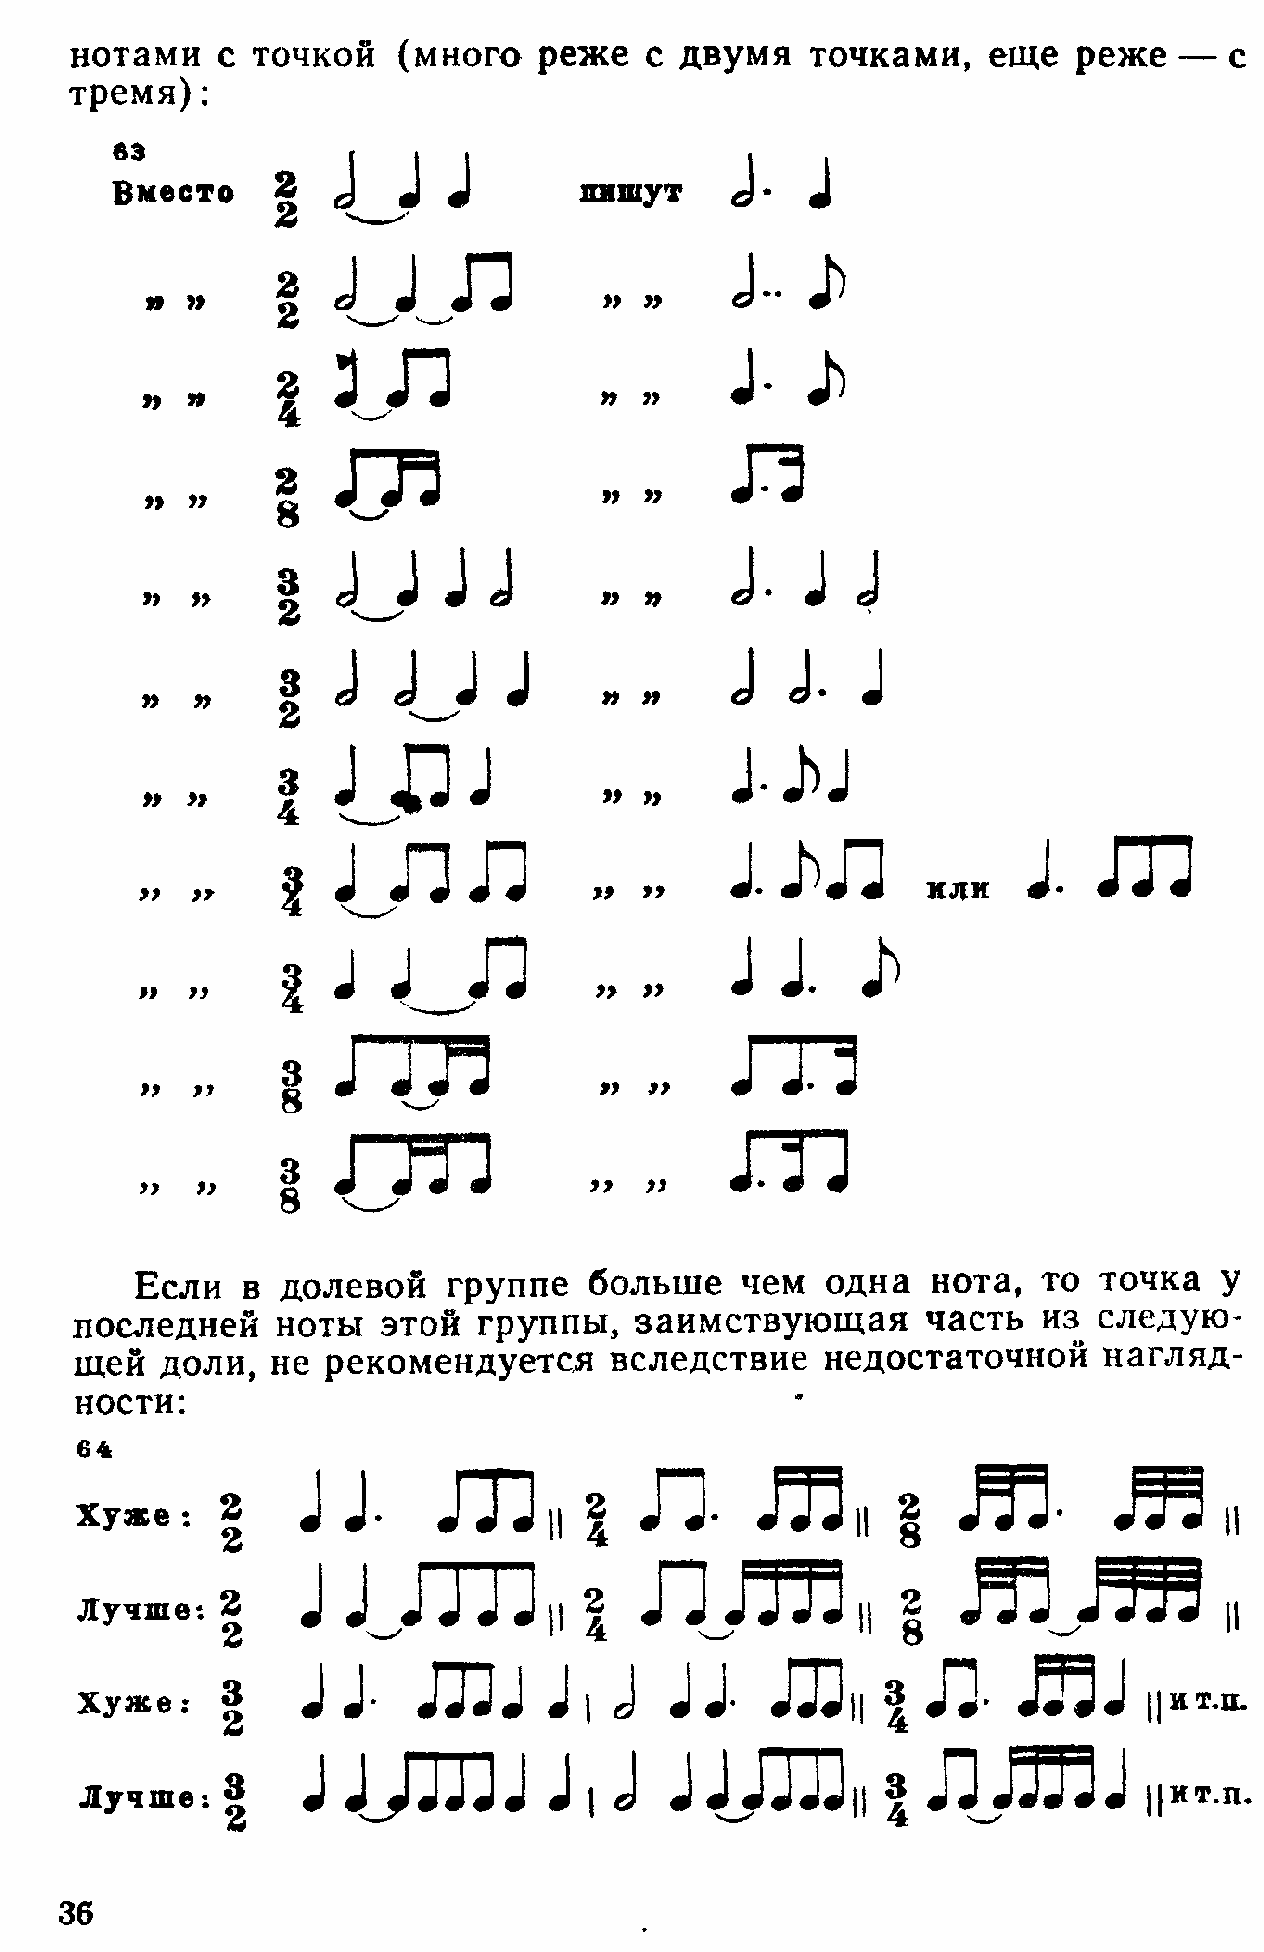 нотами с точкой (много реже с двумя точками, еще реже — с
тремя):
63
Вместо 2/2 пишут
„ „ 2/2 „ „
„ „ 2/4 „ „
„ „ 2/8 „ „
„ „ 3/2 „ „
„ „ 3/2 „ „
„ „ 3/4 „ „
„ „ 3/4 „ „ или
„ „ 3/4 „ „
„ „ 3/8 „ „
„ „ 3/8 „ „
Если в долевой группе больше чем одна нота, то точка у
последней ноты этой группы, заимствующая часть из следую-
щей доли, не рекомендуется вследствие недостаточной нагляд-
ности:
64
Хуже: 2/2 2/4 2/8
Лучше: 2/2 2/4 2/8
Хуже: 3/2 3/4 и т.п.
Лучше: 3/2 3/4 и т.п.
36